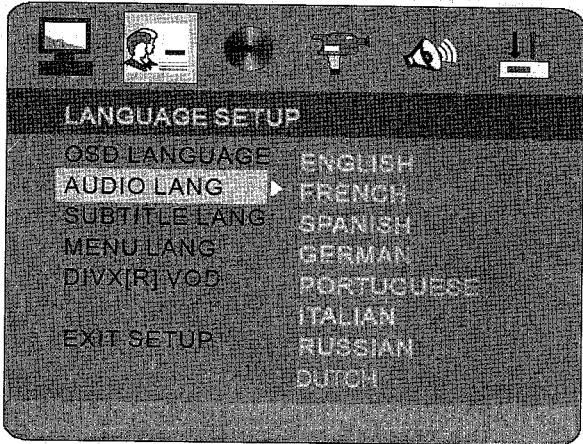 LANGUAGE SETUP
OSD LANGUAGE
AUDIO LANG
SUBTITLE LANG
MENU LANG
DIVX[R] VOD
EXIT SETUP
ENGLISH
FRENCH
SPANISH
GERMAN
PORTUGUESE
ITALIAN
RUSSIAN
DUTCH